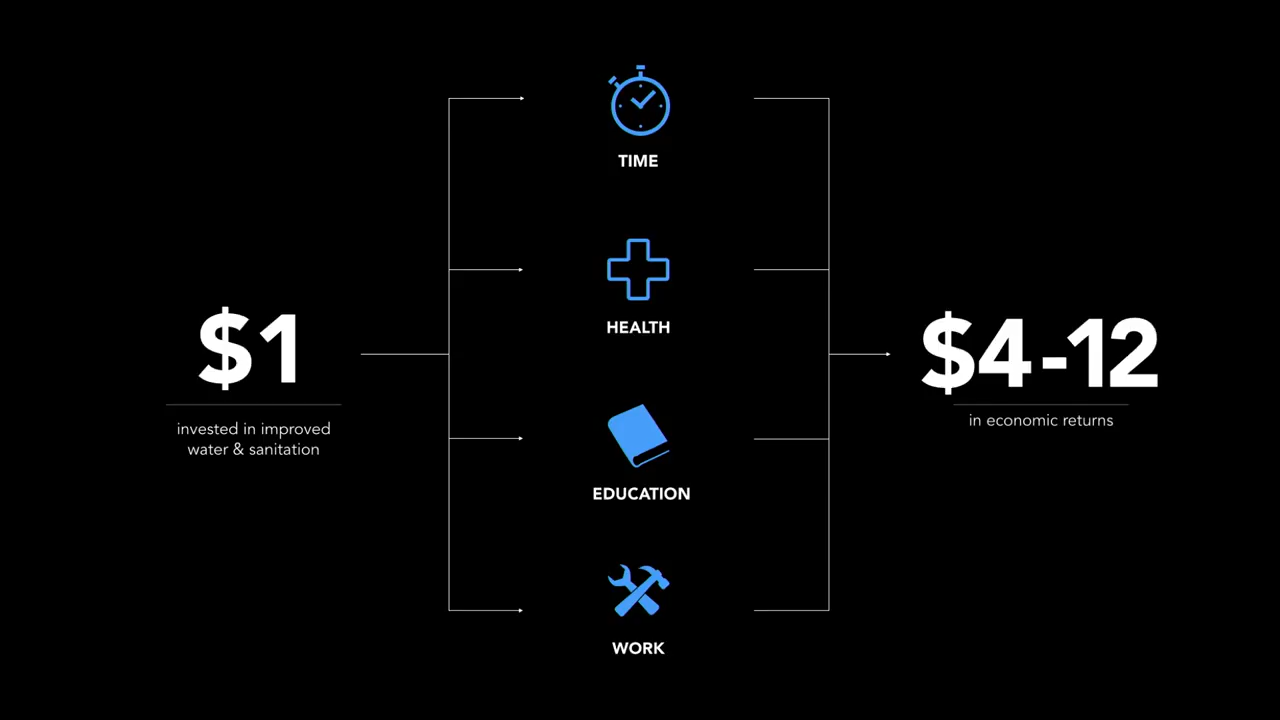 $1
invested in improved
water & sanitation
TIME
HEALTH
EDUCATION
WORK
$4-12
in economic returns